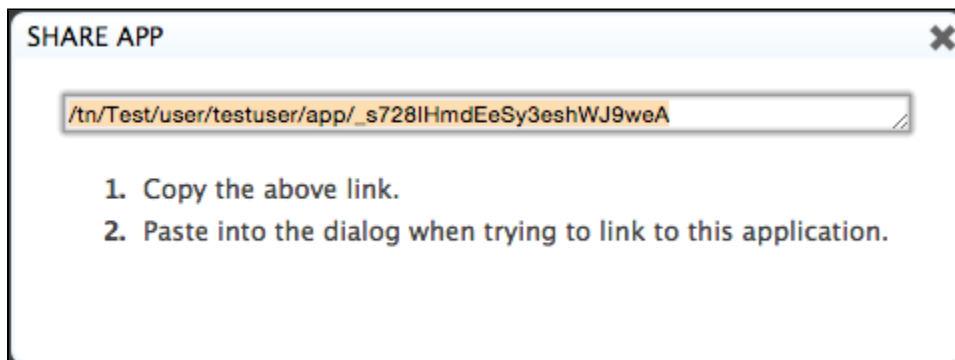 SHARE APP
/tn/Test/user/testuser/app/_s728IHmdEeSy3eshWJ9weA
1. Copy the above link.
2. Paste into the dialog when trying to link to this application.